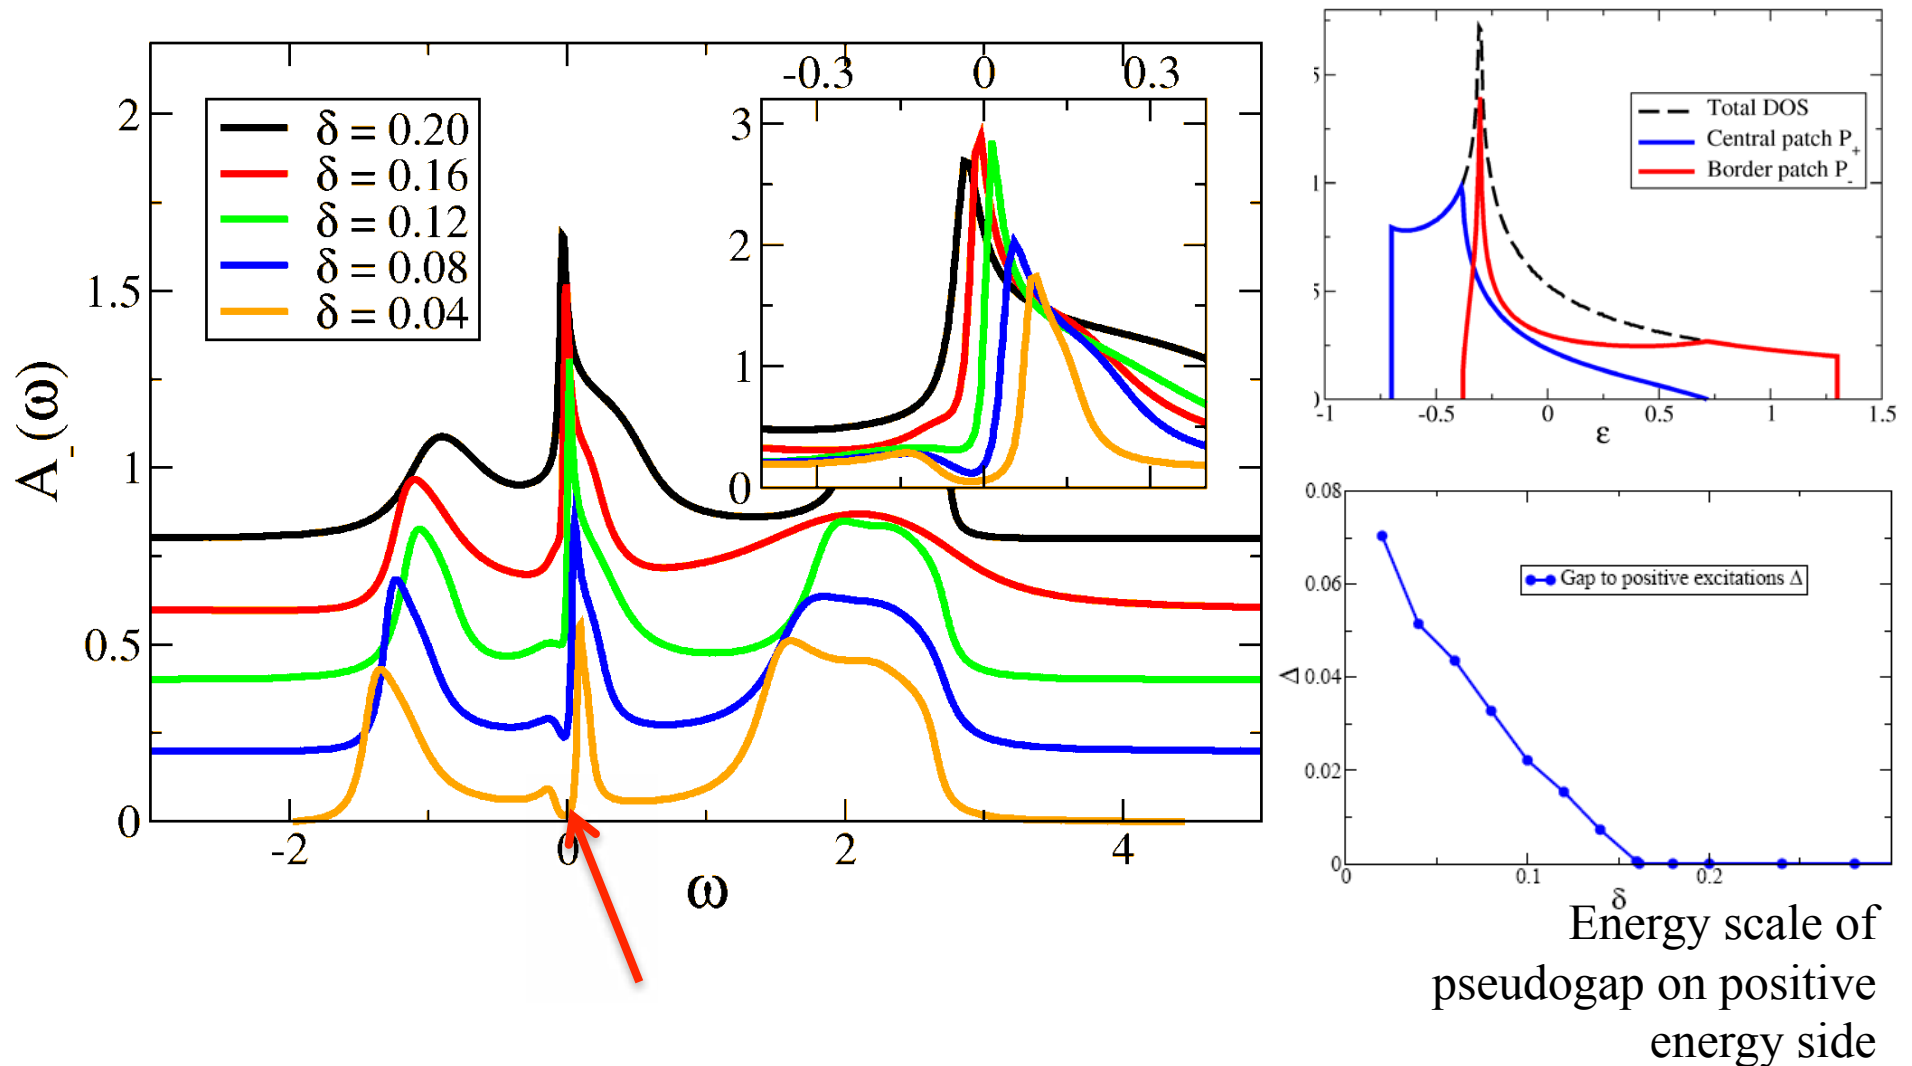 -0.3 0 0.3
2
δ = 0.20
δ = 0.16
δ = 0.12
δ = 0.08
δ = 0.04
3
2
1
0
1.5
1
0.5
0
A_-(ω)
-2 0 2 4
ω
Total DOS
Central patch P+
Border patch P-
5
1
5
)
-1 -0.5 0 0.5 1 1.5
ε
0.08
0.06
Gap to positive excitations Δ
Δ
0.04
0.02
0
0 0.1 0.2
δ
Energy scale of
pseudogap on positive
energy side